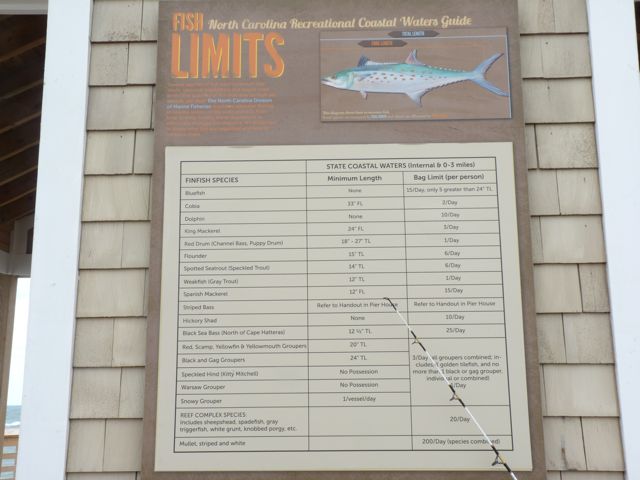 FISH North Carolina Recreational Coastal Waters Guide
LIMITS
TOTAL LENGTH
FORK LENGTH
The North Carolina Division
of Marine Fisheries
STATE COASTAL WATERS (Internal & 0-3 miles)
FINFISH SPECIES Minimum Length Bag Limit (per person)
Bluefish None 15/Day, only 5 greater than 24" TL
Cobia 33" FL 2/Day
Dolphin None 10/Day
King Mackerel 24" FL 3/Day
Red Drum (Channel Bass, Puppy Drum) 18" - 27" TL 1/Day
Flounder 15" TL 6/Day
Spotted Seatrout (Speckled Trout) 14" TL 6/Day
Weakfish (Gray Trout) 12" TL 1/Day
Spanish Mackerel 12" FL 15/Day
Striped Bass Refer to Handout in Pier House Refer to Handout in Pier House
Hickory Shad None 10/Day
Black Sea Bass (North of Cape Hatteras) 12 ½" TL 25/Day
Red, Scamp, Yellowfin & Yellowmouth Groupers 20" TL
Black and Gag Groupers 24" TL
3/Day all groupers combined; in-
cludes golden tilefish, and no
more than 1 black or gag grouper,
individual or combined)
Speckled Hind (Kitty Mitchell) No Possession
Warsaw Grouper No Possession
Snowy Grouper 1/vessel/day
/Day
REEF COMPLEX SPECIES:
includes sheepshead, spadefish, gray
triggerfish, white grunt, knobbed porgy, etc.
20/Day
Mullet, striped and white 200/Day (species combined)